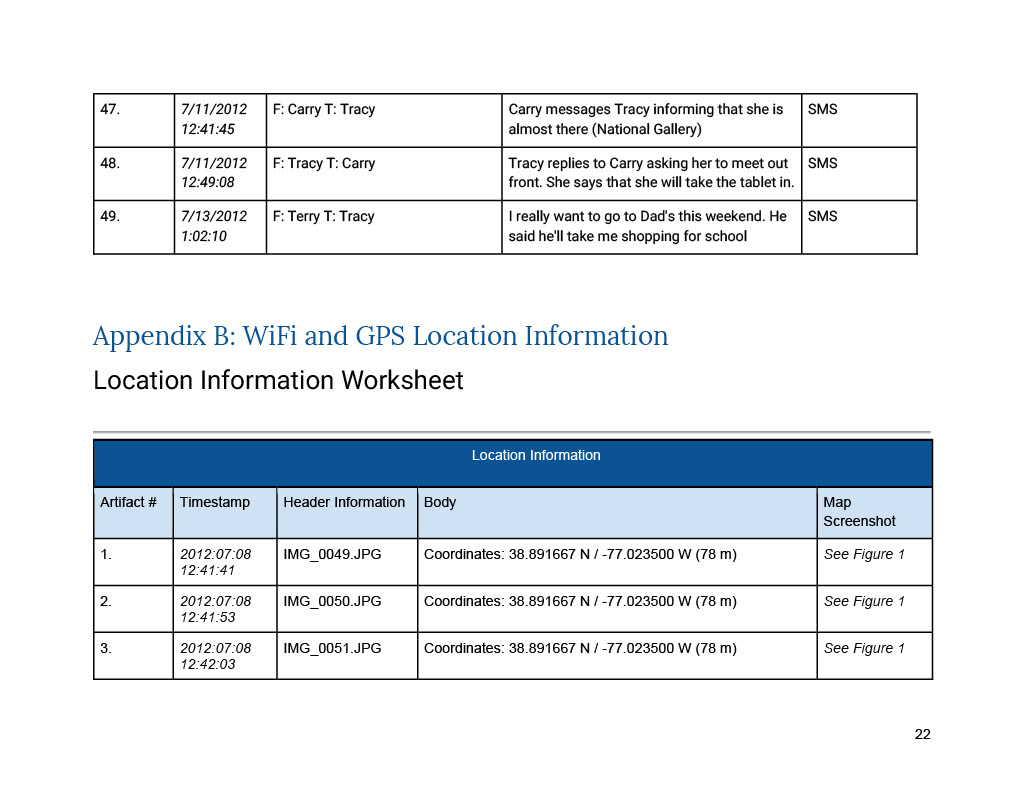 47. 7/11/2012 F: Carry T: Tracy Carry messages Tracy informing that she is SMS
12:41:45 almost there (National Gallery)
48. 7/11/2012 F: Tracy T: Carry Tracy replies to Carry asking her to meet out SMS
12:49:08 front. She says that she will take the tablet in.
49. 7/13/2012 F: Terry T: Tracy I really want to go to Dad's this weekend. He SMS
1:02:10 said he'll take me shopping for school
Appendix B: WiFi and GPS Location Information
Location Information Worksheet
Location Information
Artifact # Timestamp Header Information Body Map
Screenshot
1. 2012:07:08 IMG_0049.JPG Coordinates: 38.891667 N / -77.023500 W (78 m) See Figure 1
12:41:41
2. 2012:07:08 IMG_0050.JPG Coordinates: 38.891667 N / -77.023500 W (78 m) See Figure 1
12:41:53
3. 2012:07:08 IMG_0051.JPG Coordinates: 38.891667 N / -77.023500 W (78 m) See Figure 1
12:42:03
22